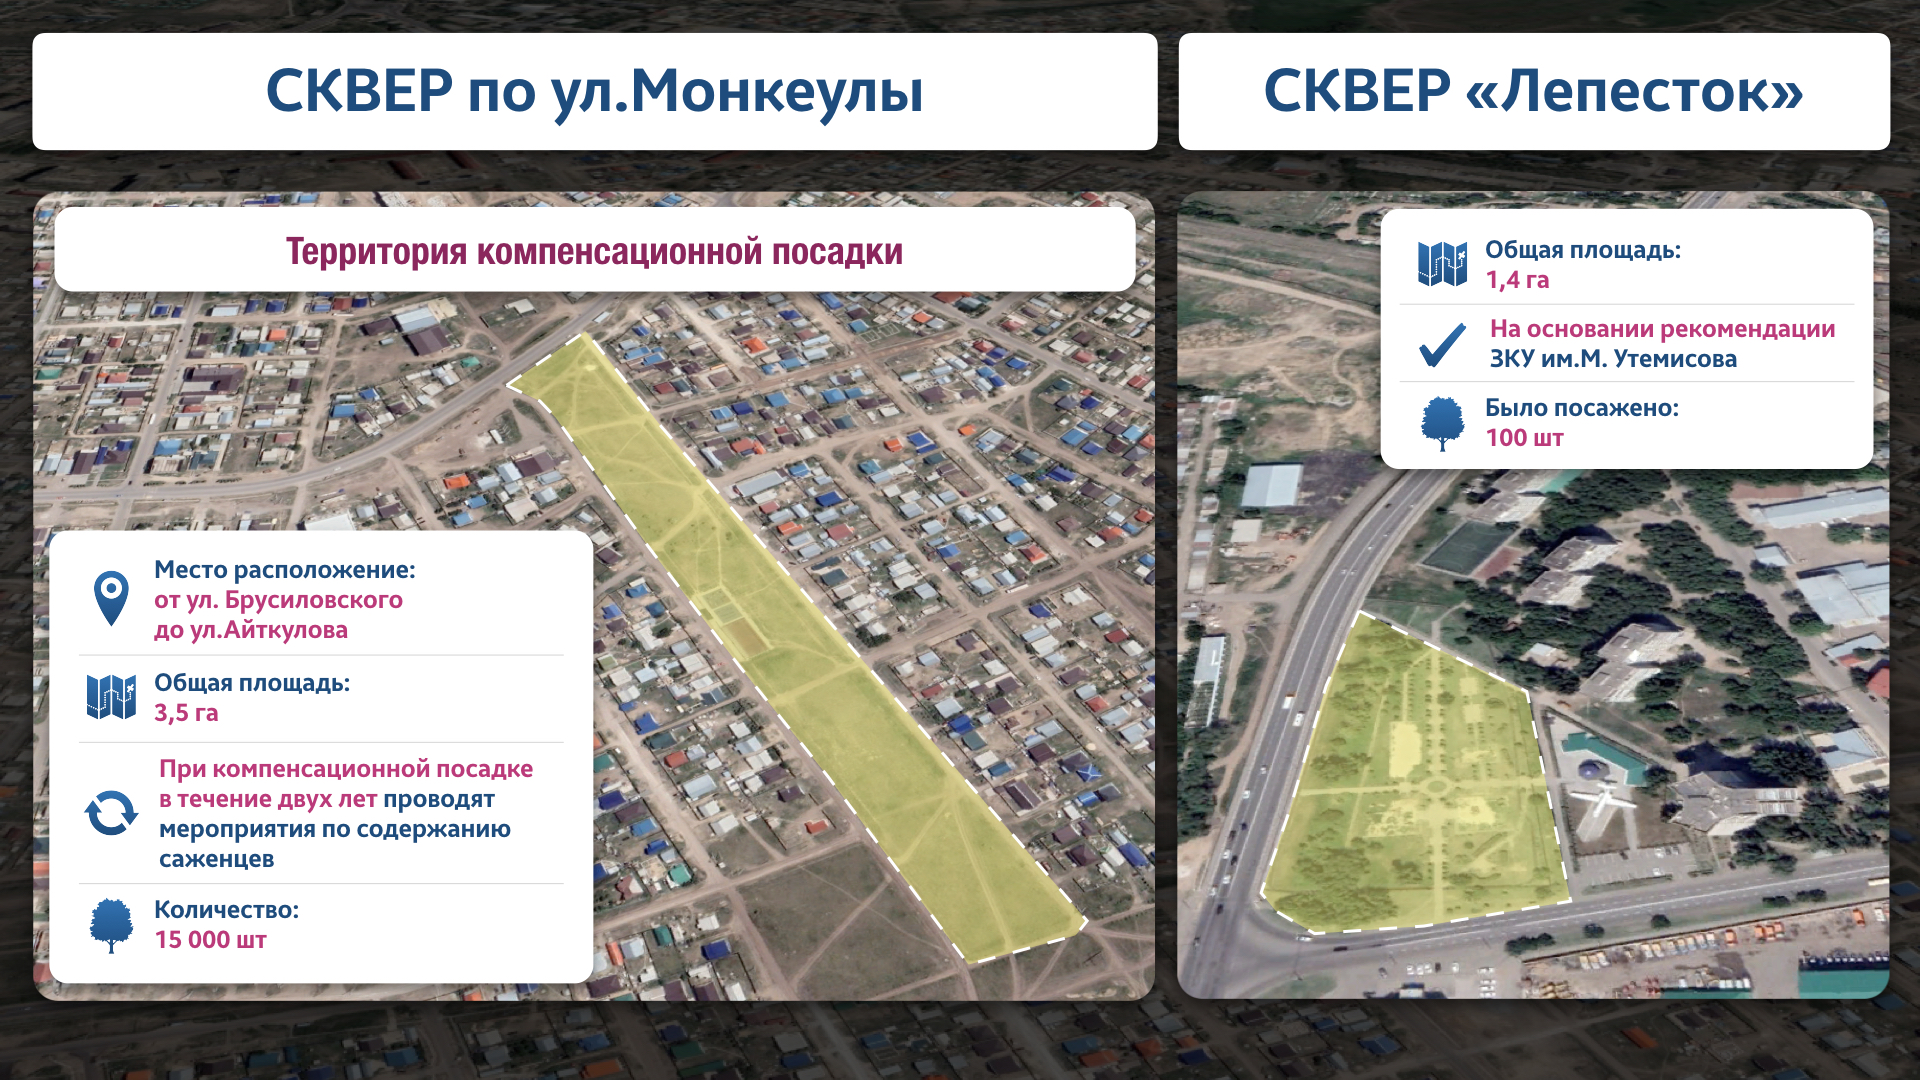 СКВЕР по ул.Монкеулы
СКВЕР «Лепесток»
Территория компенсационной посадки
Место расположение:
от ул. Брусиловского
до ул.Айткулова
Общая площадь:
3,5 га
При компенсационной посадке
в течение двух лет проводят
мероприятия по содержанию
саженцев
Количество:
15 000 шт
Общая площадь:
1,4 га
На основании рекомендации
ЗКУ им.М. Утемисова
Было посажено:
100 шт